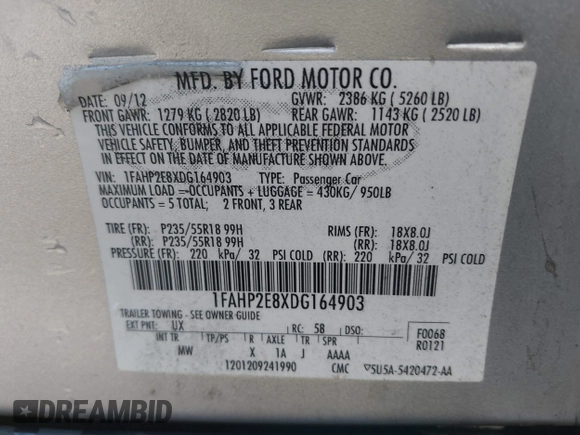 MFD. BY FORD MOTOR CO.
DATE: 09/12 GVWR: 2386 KG ( 5260 LB)
FRONT GAWR: 1279 KG ( 2820 LB) REAR GAWR: 1143 KG ( 2520 LB)
THIS VEHICLE CONFORMS TO ALL APPLICABLE FEDERAL MOTOR
VEHICLE SAFETY, BUMPER, AND THEFT PREVENTION STANDARDS
IN EFFECT ON THE DATE OF MANUFACTURE SHOWN ABOVE.
VIN: 1FAHP2E8XDG164903 TYPE: Passenger Car
MAXIMUM LOAD =OCCUPANTS + LUGGAGE = 430KG/ 950LB
OCCUPANTS = 5 TOTAL; 2 FRONT, 3 REAR
TIRE (FR): P235/55R18 99H RIMS (FR): 18X8.0J
(RR): P235/55R18 99H (RR): 18X8.0J
PRESSURE (FR): 220 kPa/ 32 PSI COLD (RR): 220 kPa/ 32 PSI COLD
1FAHP2E8XDG164903
TRAILER TOWING - SEE OWNER GUIDE
EXT PNT: UX RC: 58 DSO: F0068
R0121
INT TR TP/PS R AXLE TR SPR
MW X 1A J AAAA
1201209241990 CMC 5U5A-5420472-AA
DREAMBID